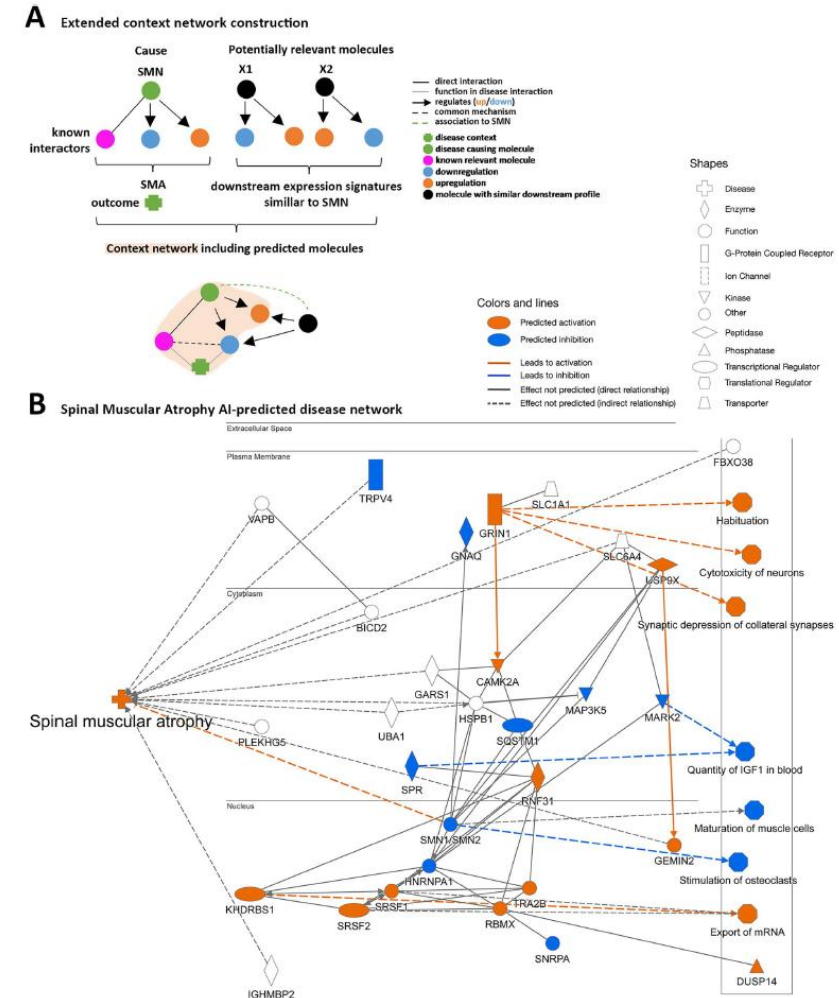 A Extended context network construction
Cause
SMN
Potentially relevant molecules
X1 X2
known
interactors
SMA
outcome
downstream expression signatures
simillar to SMN
Context network including predicted molecules
direct interaction
function in disease interaction
regulates (up/down)
common mechanism
association to SMN
disease context
disease causing molecule
known relevant molecule
downregulation
upregulation
molecule with similar downstream profile
Shapes
Disease
Enzyme
Function
G-Protein Coupled Receptor
Ion Channel
Kinase
Other
Peptidase
Phosphatase
Transcriptional Regulator
Translational Regulator
Transporter
Colors and lines
Predicted activation
Predicted inhibition
Leads to activation
Leads to inhibition
Effect not predicted (direct relationship)
Effect not predicted (indirect relationship)
B Spinal Muscular Atrophy AI-predicted disease network
Extracellular Space
Plasma Membrane
FBXO38
TRPV4
SLC1A1
VAPB
Habituation
GRIN1
GNAQ
SLC6A4
Cytotoxicity of neurons
USP9X
Cytoplasm
Synaptic depression of collateral synapses
BICD2
CAMK2A
GARS1
HSPB1
MAP3K5
MARK2
Spinal muscular atrophy
UBA1
PLEKHG5
SQSTM1
Quantity of IGF1 in blood
SPR
RNF31
Nucleus
Maturation of muscle cells
SMN1/SMN2
GEMIN2
Stimulation of osteoclasts
HNRNPA1
KHDRBS1
SRSF1
TRA2B
SRSF2
RBMX
Export of mRNA
SNRPA
DUSP14
IGHMBP2